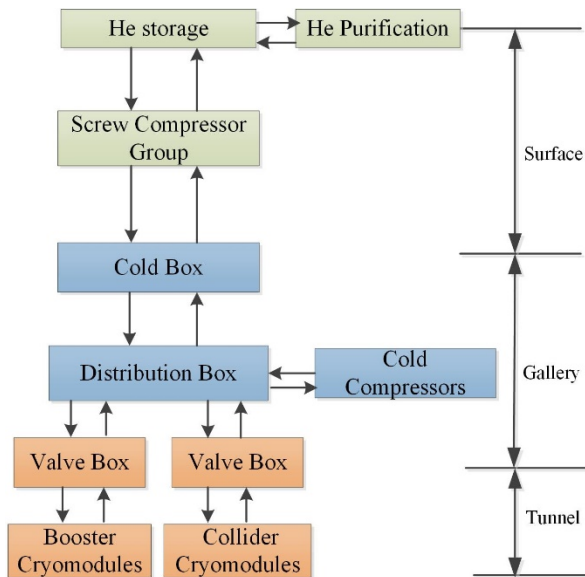 He storage
He Purification
Screw Compressor
Group
Surface
Cold Box
Distribution Box
Cold
Compressors
Gallery
Valve Box
Valve Box
Booster
Cryomodules
Collider
Cryomodules
Tunnel